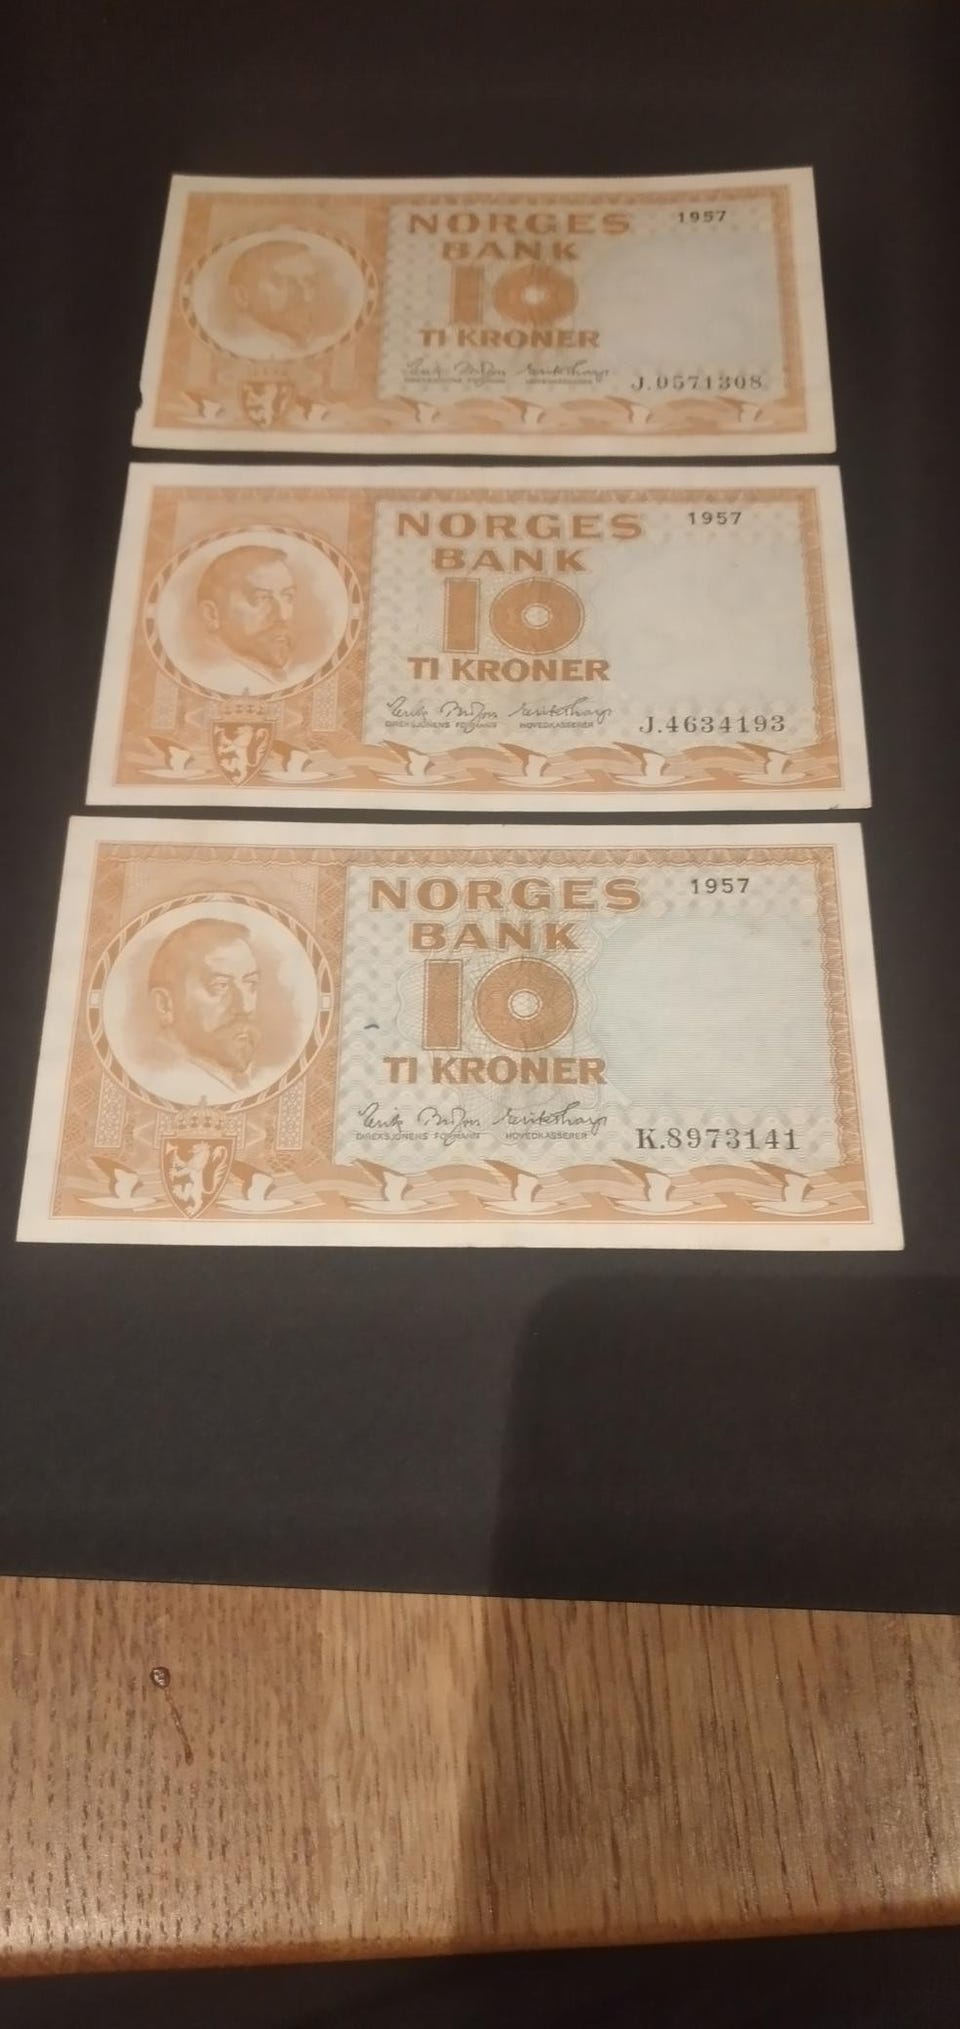 NORGES 1957
BANK
10
TI KRONER
J.0571308
NORGES 1957
BANK
10
TI KRONER
DIREKSJONENS FORMANN HOVEDKASSERER
J.4634193
NORGES 1957
BANK
10
TI KRONER
DIREKSJONENS FORMANN HOVEDKASSERER
K.8973141